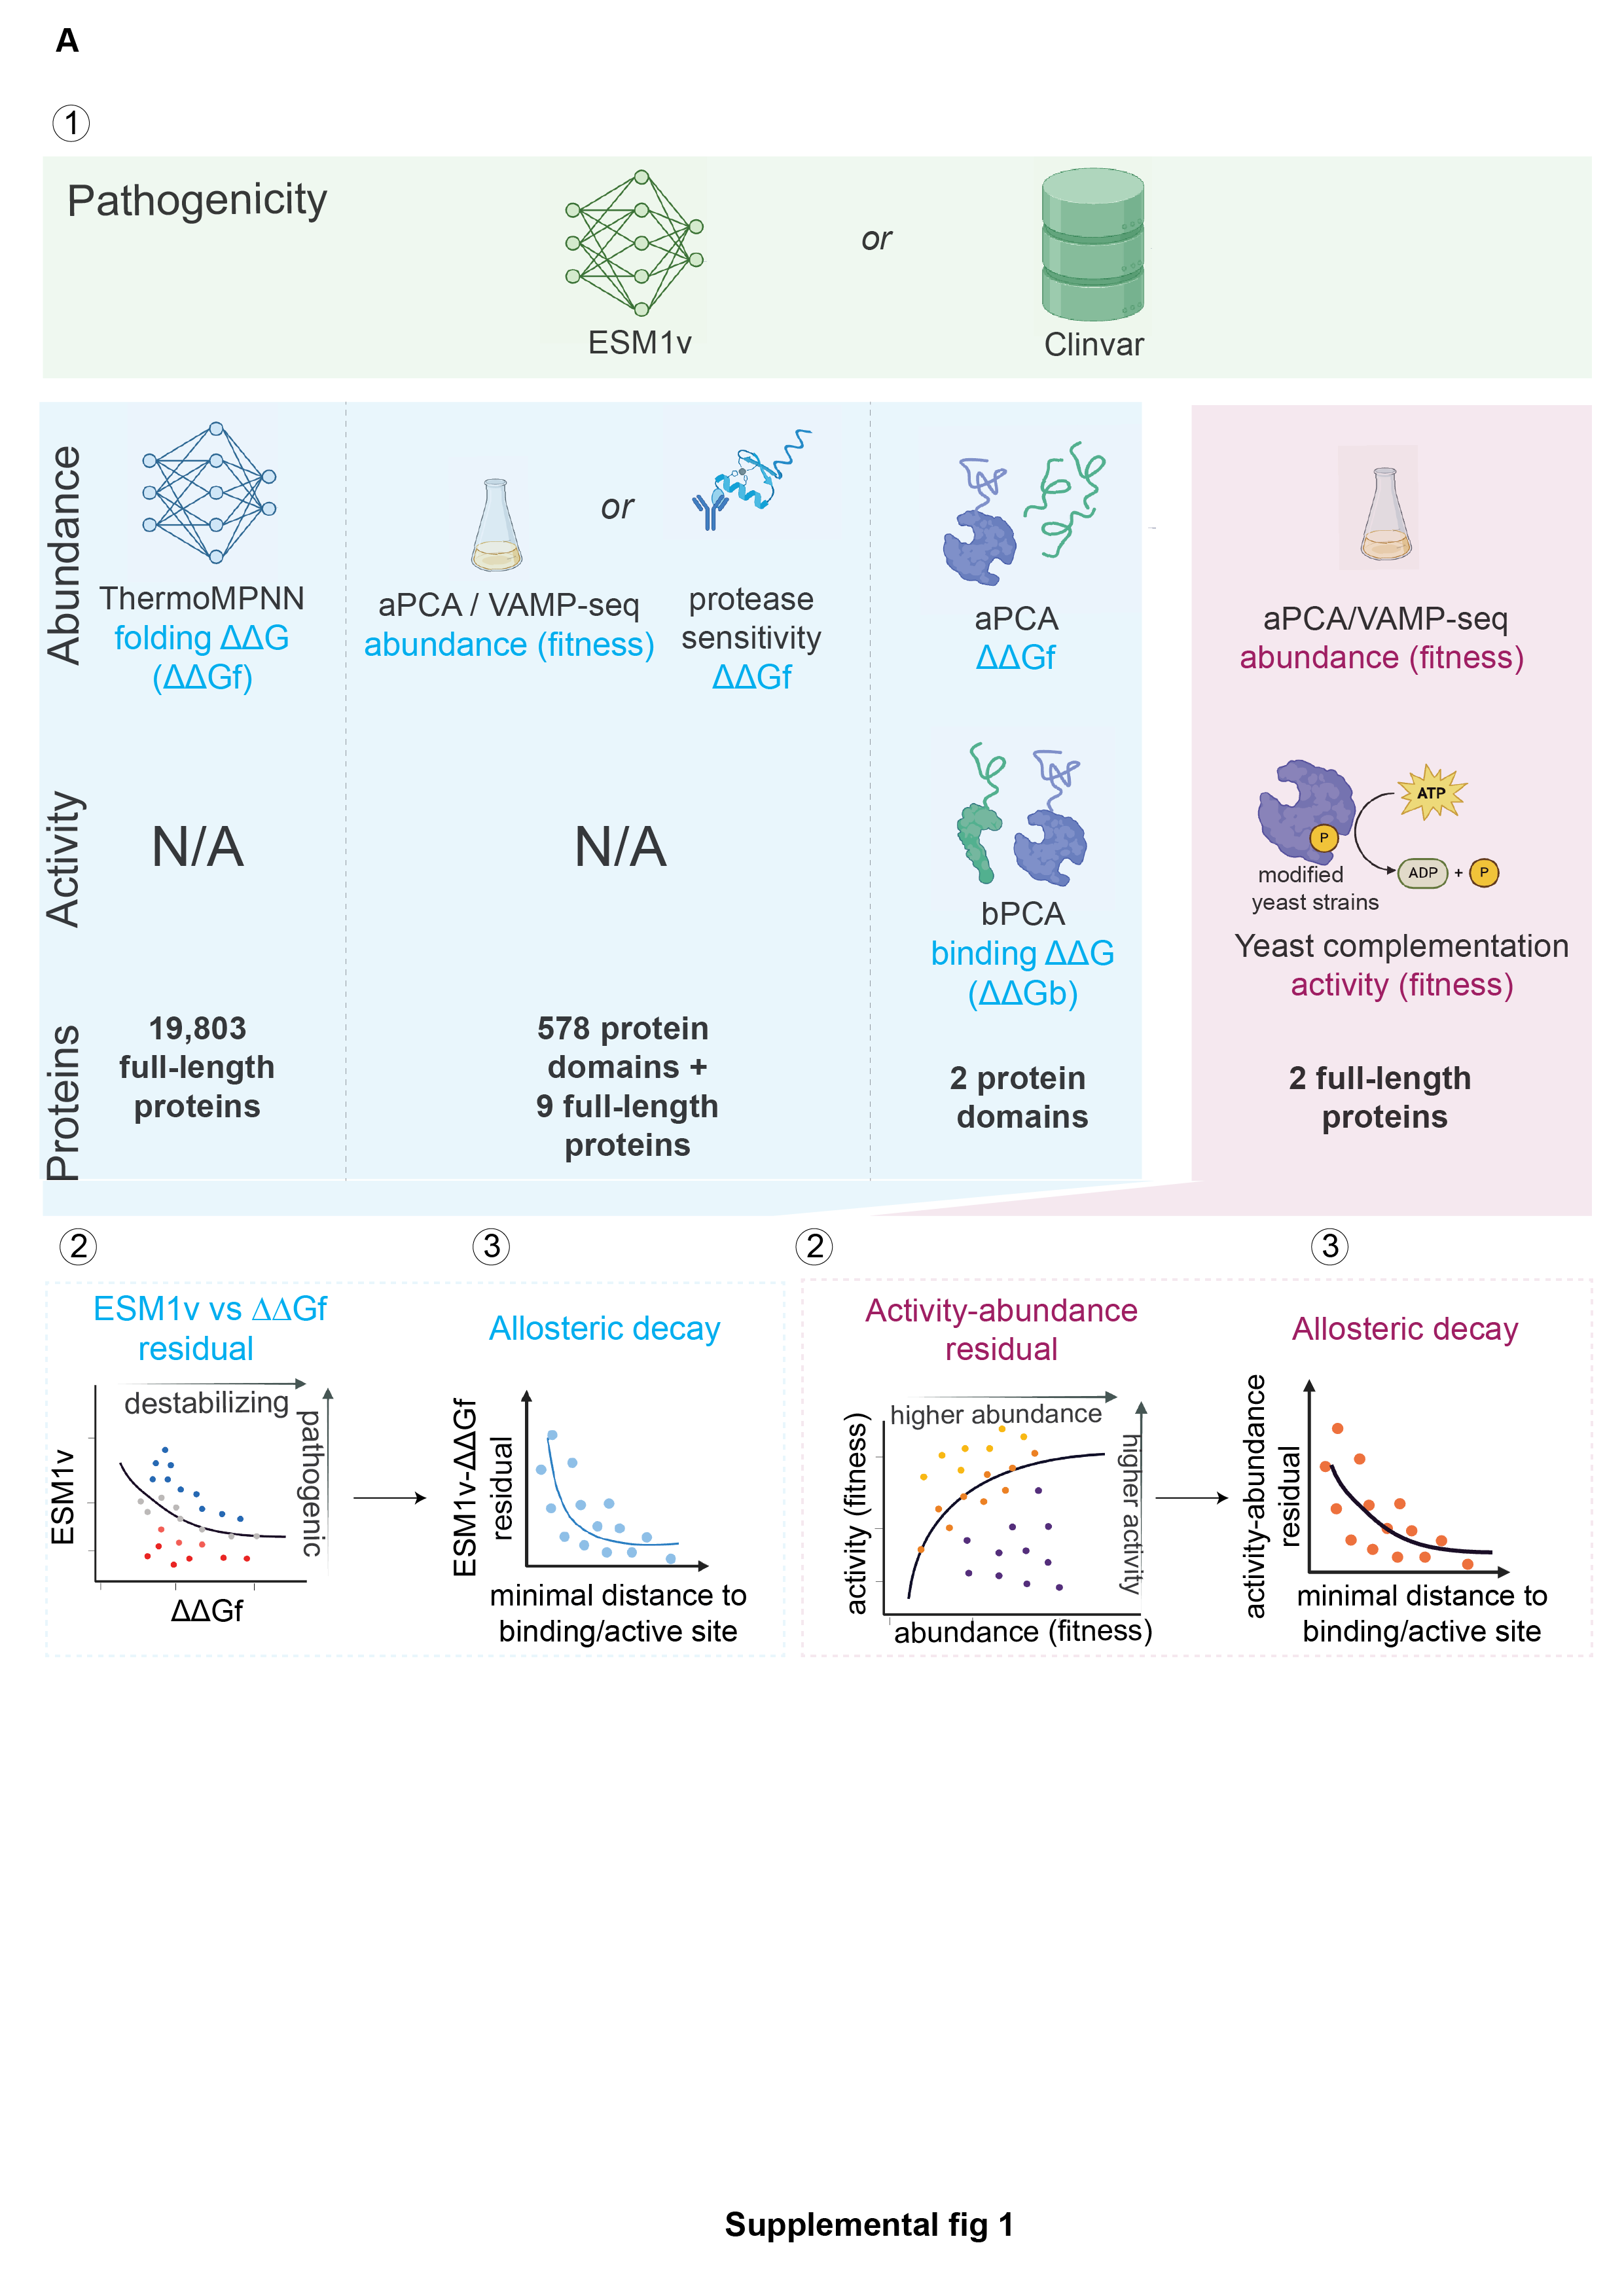 A
1
Pathogenicity
or
ESM1v
Clinvar
Abundance
ThermoMPNN
folding ΔΔG
(ΔΔGf)
aPCA / VAMP-seq
abundance (fitness)
or
protease
sensitivity
ΔΔGf
aPCA
ΔΔGf
aPCA/VAMP-seq
abundance (fitness)
Activity
N/A
N/A
bPCA
binding ΔΔG
(ΔΔGb)
P
ATP
ADP + P
modified
yeast strains
Yeast complementation
activity (fitness)
Proteins
19,803
full-length
proteins
578 protein
domains +
9 full-length
proteins
2 protein
domains
2 full-length
proteins
2
ESM1v vs ΔΔGf
residual
destabilizing
pathogenic
ESM1v
ΔΔGf
3
Allosteric decay
ESM1v-ΔΔGf
residual
minimal distance to
binding/active site
2
Activity-abundance
residual
higher abundance
higher activity
activity (fitness)
abundance (fitness)
3
Allosteric decay
activity-abundance
residual
minimal distance to
binding/active site
Supplemental fig 1